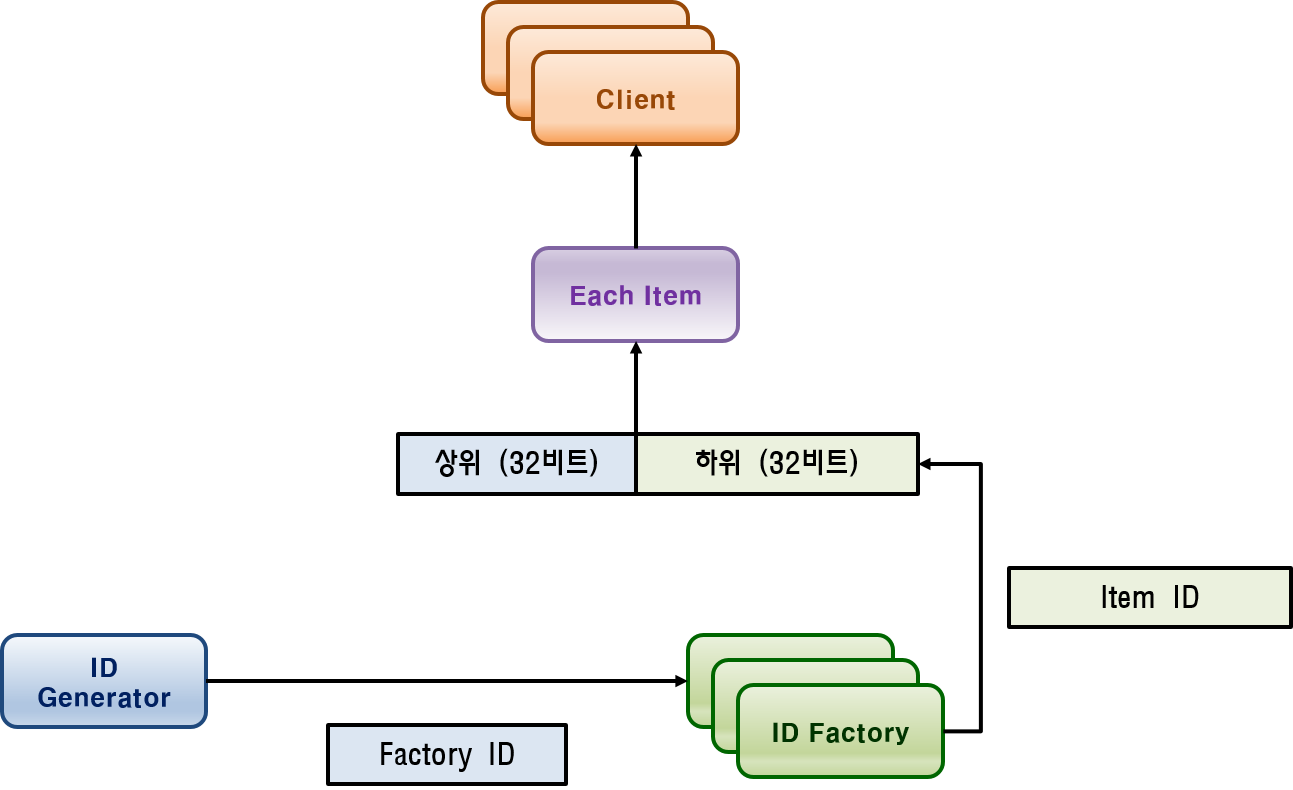 Client
Each Item
상위 (32비트)
하위 (32비트)
Item ID
ID
Generator
ID Factory
Factory ID